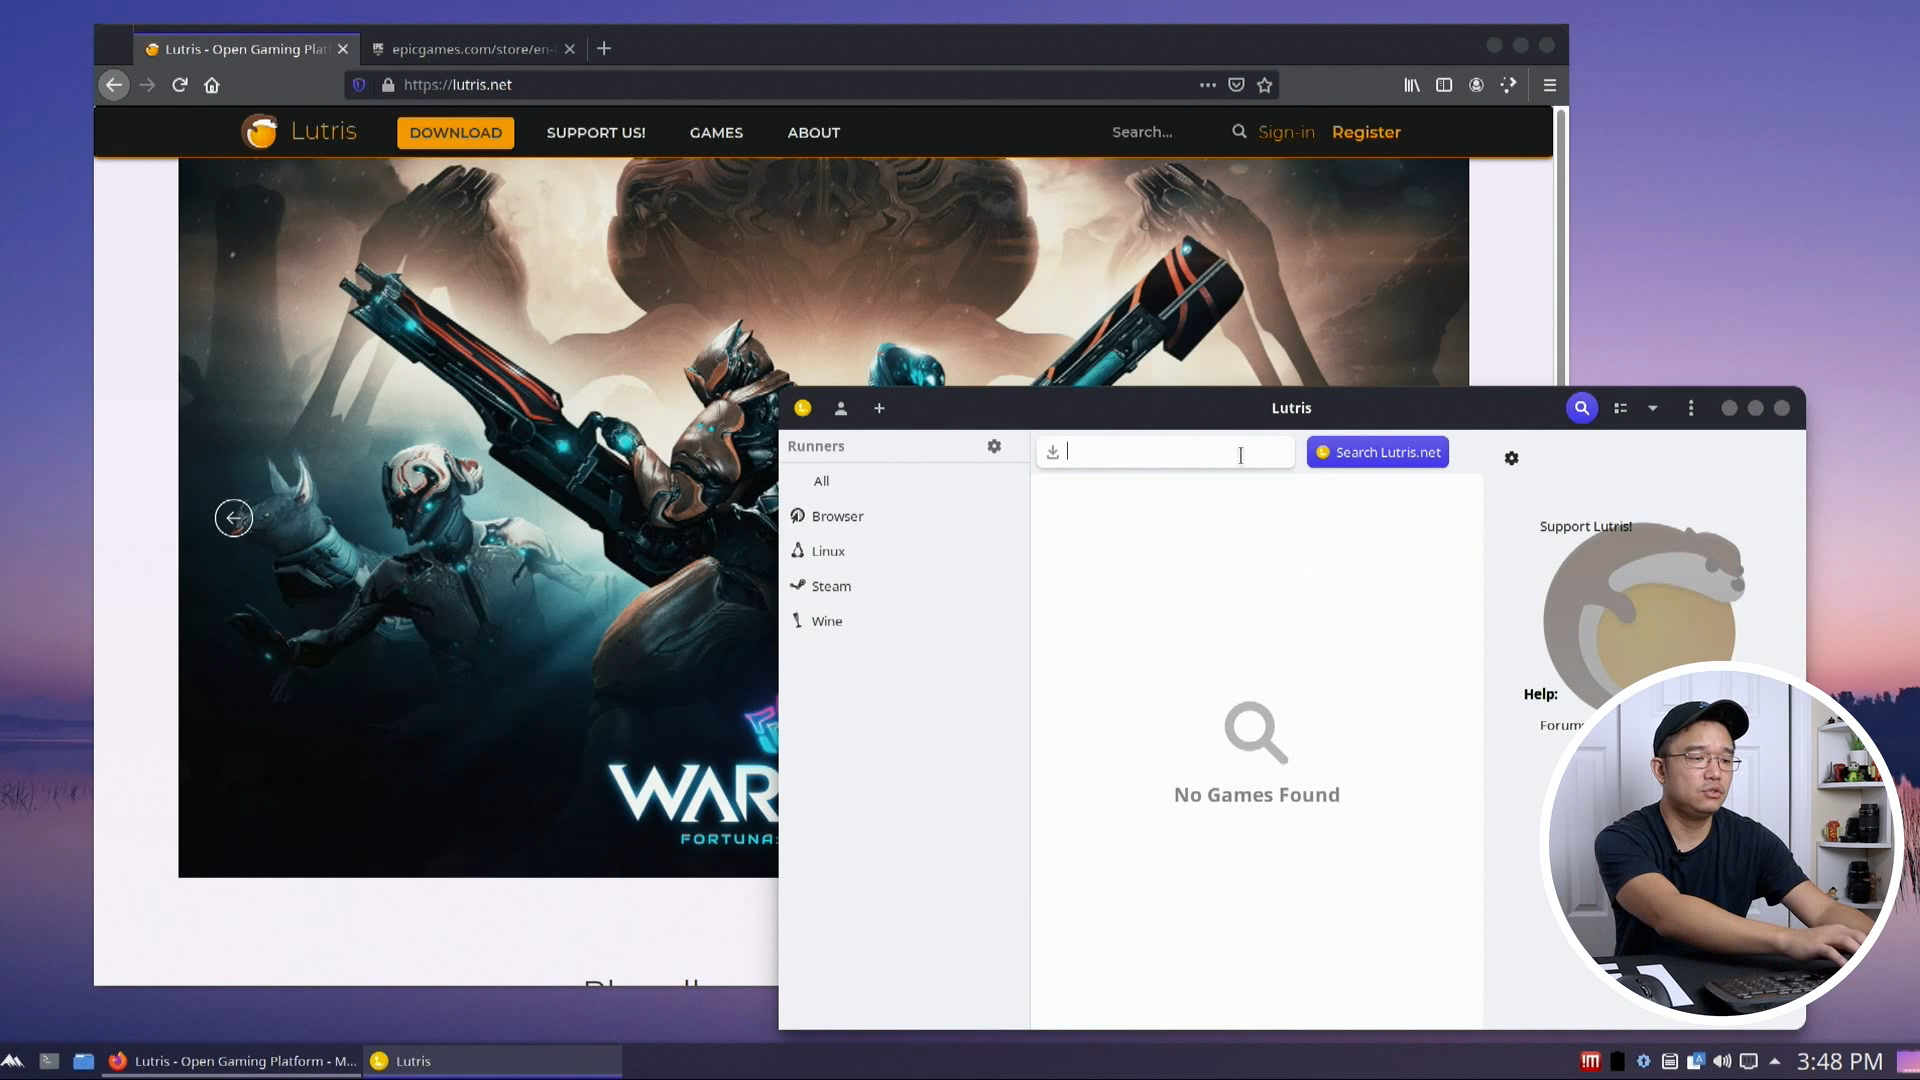 Lutris - Open Gaming Plat
epicgames.com/store/en-
https://lutris.net
Lutris
DOWNLOAD
SUPPORT US!
GAMES
ABOUT
Search...
Sign-in
Register
WAR
FORTUNA:
Lutris
Runners
Search Lutris.net
All
Browser
Linux
Steam
Wine
Support Lutris!
Help:
Forums
No Games Found
Lutris - Open Gaming Platform - M...
Lutris
3:48 PM